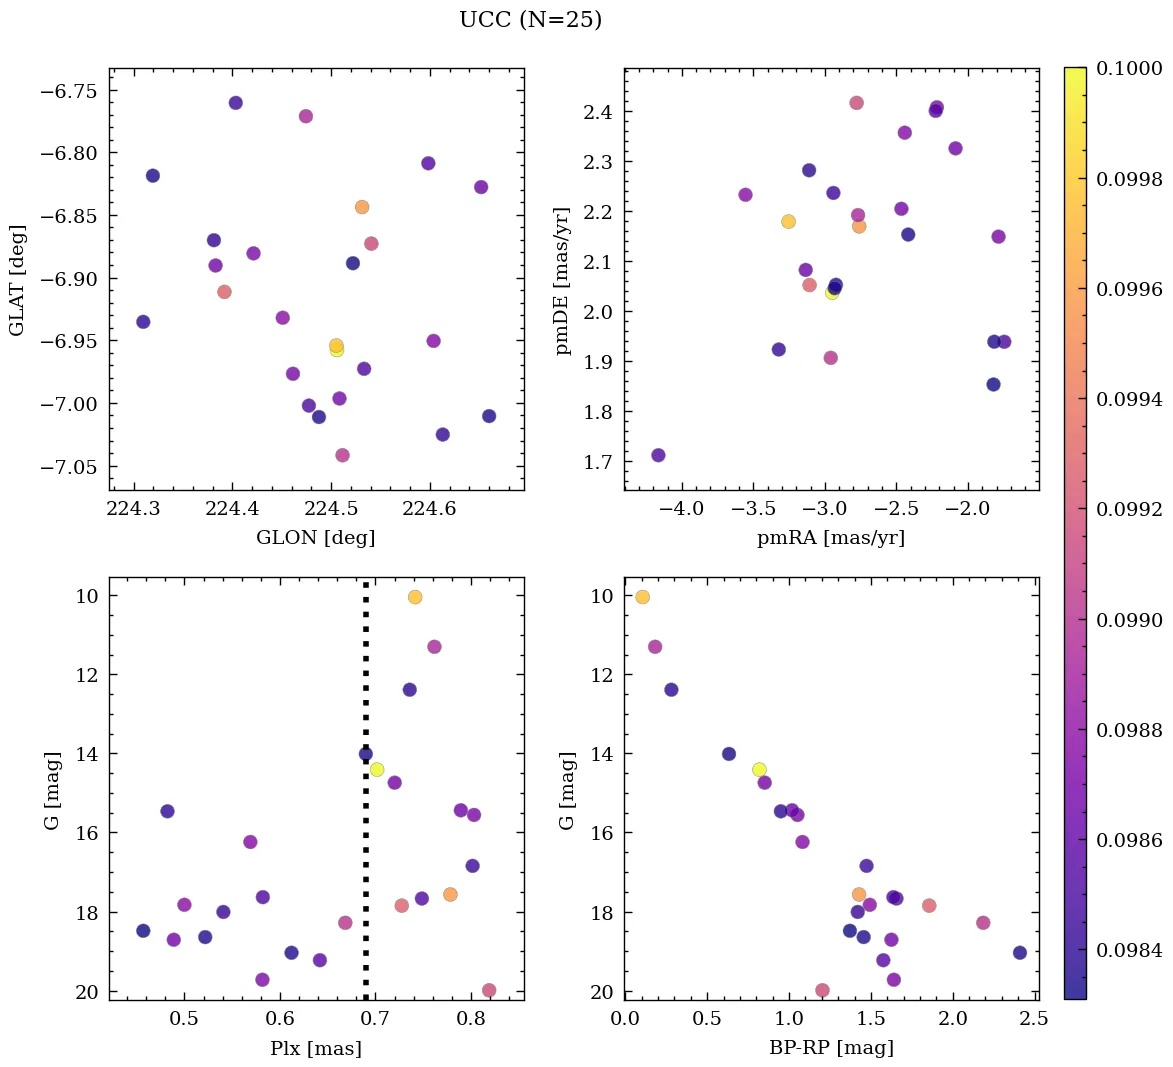 UCC (N=25)
−6.75
−6.80
−6.85
−6.90
−6.95
−7.00
−7.05
GLAT [deg]
224.3 224.4 224.5 224.6
GLON [deg]
2.4
2.3
2.2
2.1
2.0
1.9
1.8
1.7
pmDE [mas/yr]
−4.0 −3.5 −3.0 −2.5 −2.0
pmRA [mas/yr]
10
12
14
16
18
20
G [mag]
0.5 0.6 0.7 0.8
Plx [mas]
10
12
14
16
18
20
G [mag]
0.0 0.5 1.0 1.5 2.0 2.5
BP-RP [mag]
0.1000
0.0998
0.0996
0.0994
0.0992
0.0990
0.0988
0.0986
0.0984